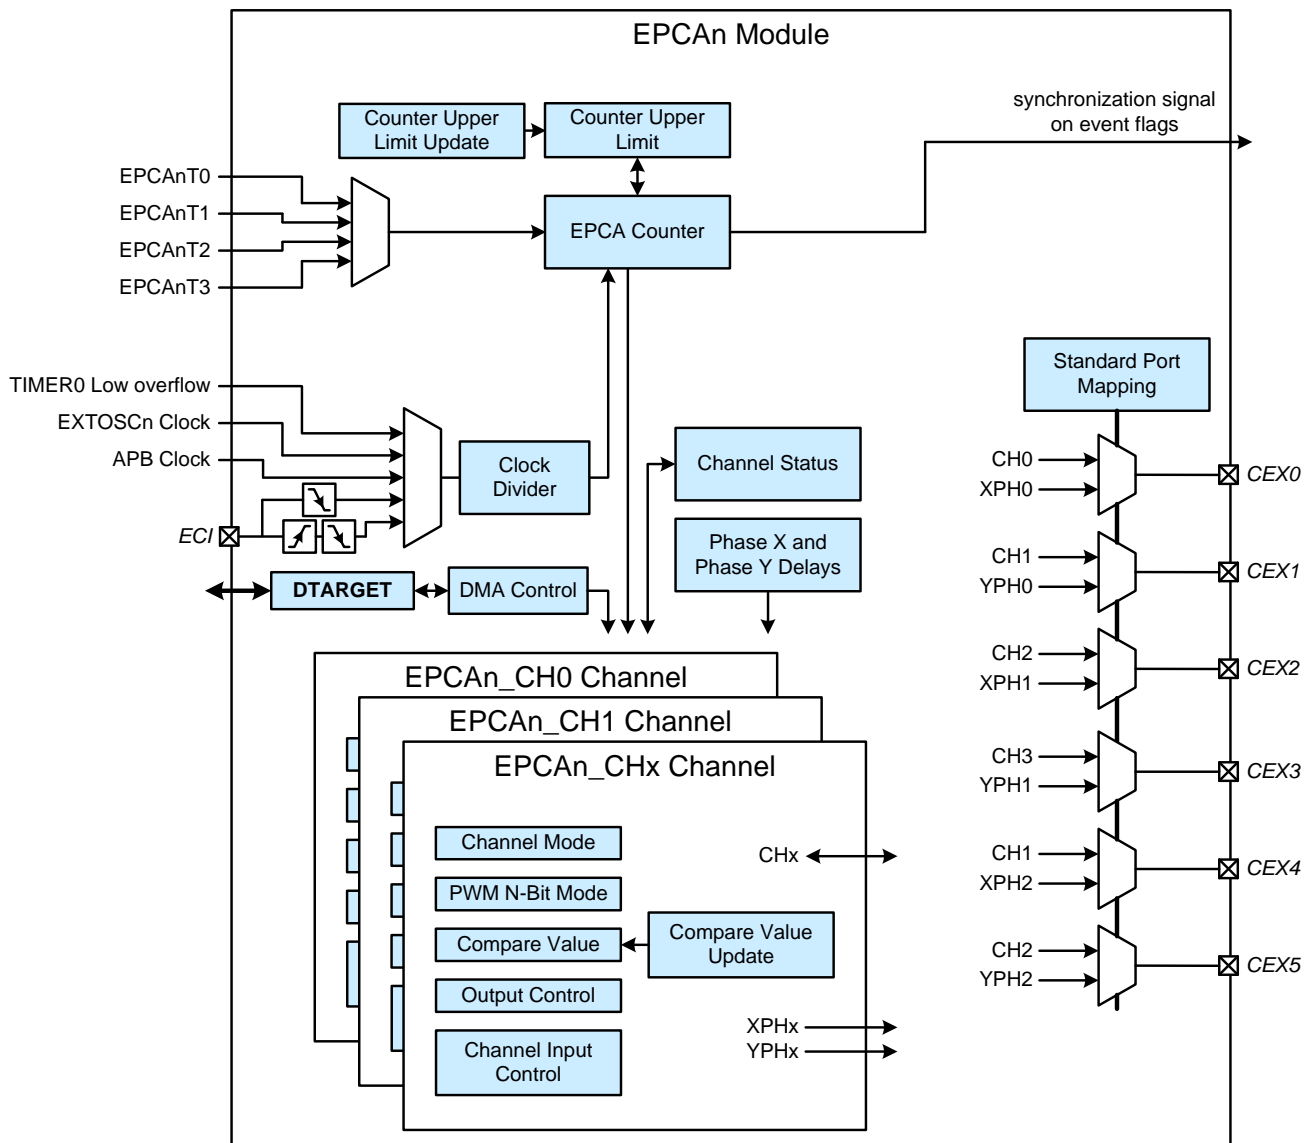 EPCAn Module
synchronization signal
on event flags
Counter Upper
Limit Update
Counter Upper
Limit
EPCAnT0
EPCAnT1
EPCAnT2
EPCAnT3
EPCA Counter
Standard Port
Mapping
TIMER0 Low overflow
EXTOSCn Clock
APB Clock
ECI
Clock
Divider
Channel Status
Phase X and
Phase Y Delays
DTARGET
DMA Control
CH0
XPH0
CEX0
CH1
YPH0
CEX1
CH2
XPH1
CEX2
CH3
YPH1
CEX3
CH1
XPH2
CEX4
CH2
YPH2
CEX5
EPCAn_CH0 Channel
EPCAn_CH1 Channel
EPCAn_CHx Channel
Channel Mode
PWM N-Bit Mode
Compare Value
Compare Value
Update
Output Control
Channel Input
Control
CHx
XPHx
YPHx